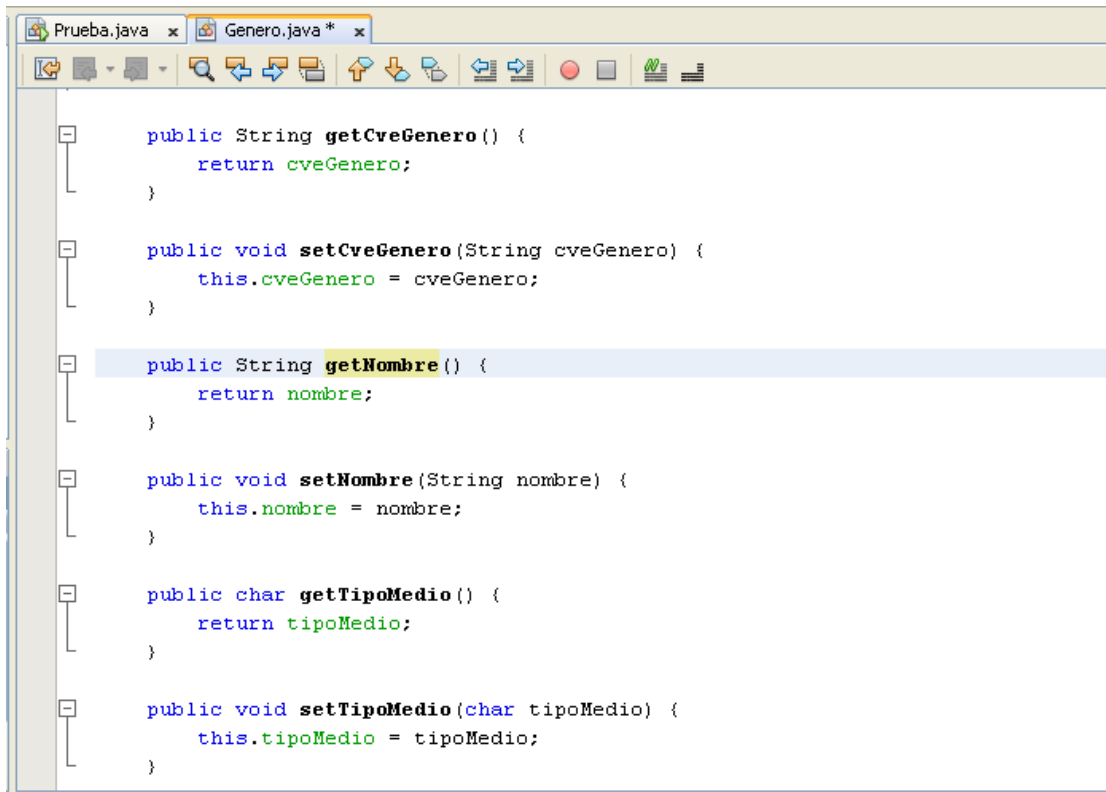 Prueba.java x Genero.java * x
public String getCveGenero() {
return cveGenero;
}
public void setCveGenero(String cveGenero) {
this.cveGenero = cveGenero;
}
public String getNombre() {
return nombre;
}
public void setNombre(String nombre) {
this.nombre = nombre;
}
public char getTipoMedio() {
return tipoMedio;
}
public void setTipoMedio(char tipoMedio) {
this.tipoMedio = tipoMedio;
}